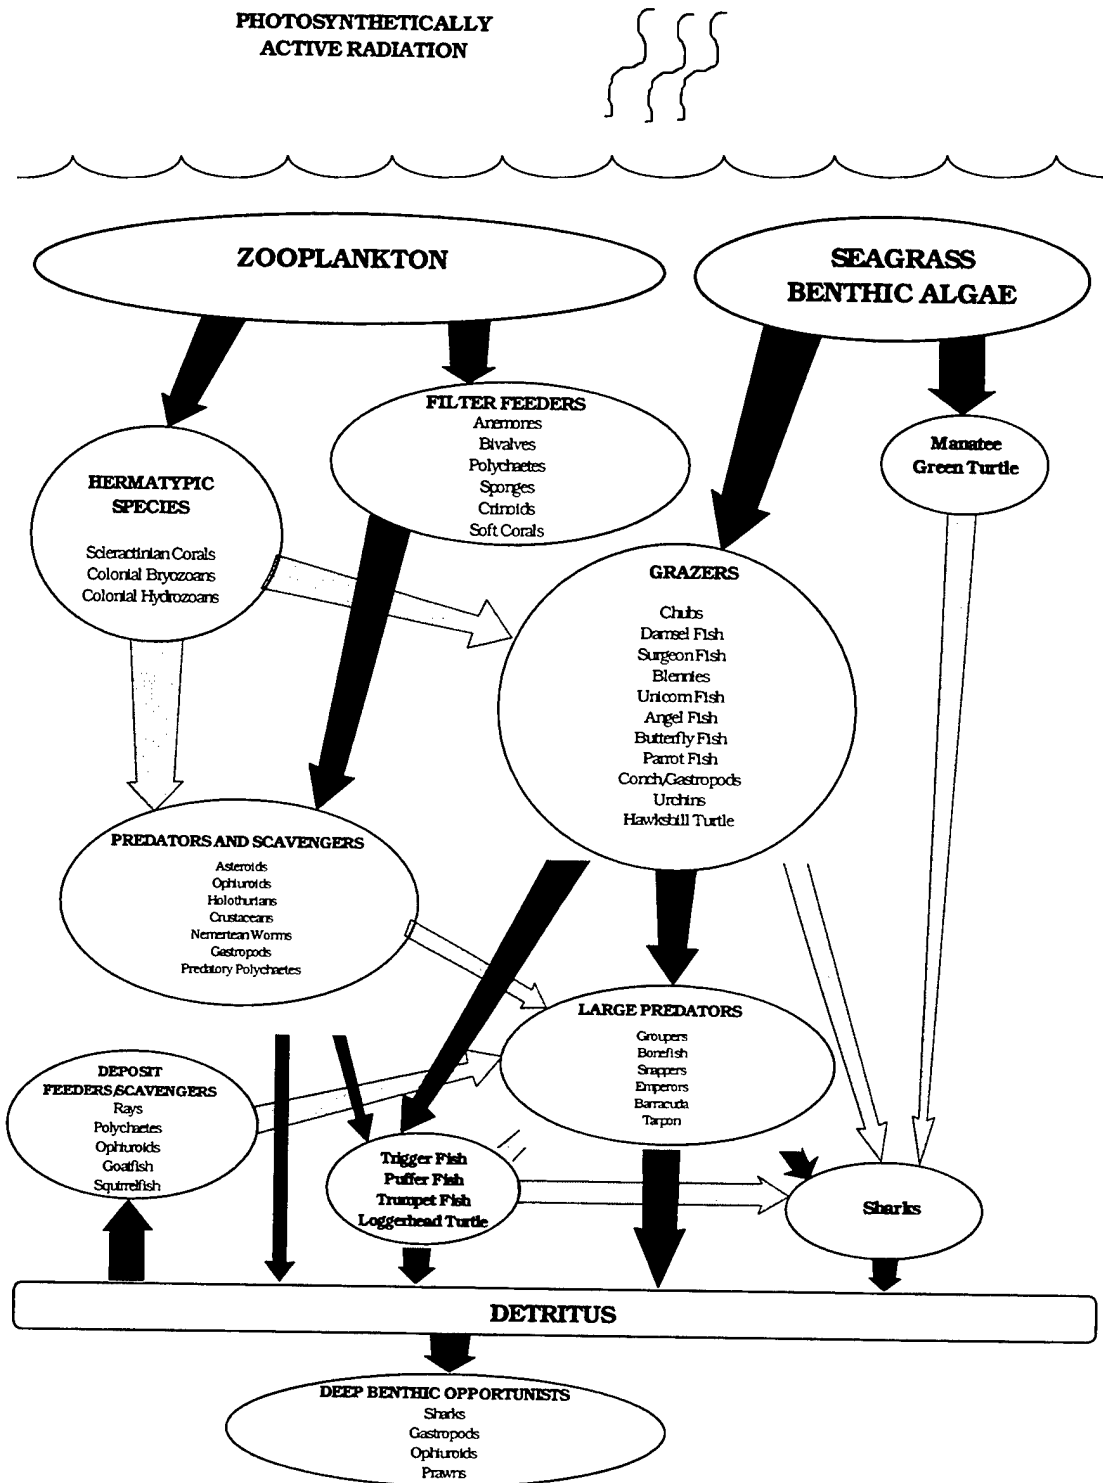 PHOTOSYNTHETICALLY
ACTIVE RADIATION
ZOOPLANKTON
SEAGRASS
BENTHIC ALGAE
FILTER FEEDERS
Anemones
Bivalves
Polychaetes
Sponges
Crinoids
Soft Corals
Manatee
Green Turtle
HERMATYPIC
SPECIES
Scleractinian Corals
Colonial Bryozoans
Colonial Hydrozoans
GRAZERS
Chubs
Damsel Fish
Surgeon Fish
Blennies
Unicorn Fish
Angel Fish
Butterfly Fish
Parrot Fish
Conch/Gastropods
Urchins
Hawksbill Turtle
PREDATORS AND SCAVENGERS
Asteroids
Ophiuroids
Holothurians
Crustaceans
Nemertean Worms
Gastropods
Predatory Polychaetes
LARGE PREDATORS
Groupers
Bonefish
Snappers
Emperors
Barracuda
Tarpon
DEPOSIT
FEEDERS/SCAVENGERS
Rays
Polychaetes
Ophiuroids
Goatfish
Squirrelfish
Trigger Fish
Puffer Fish
Trumpet Fish
Loggerhead Turtle
Sharks
DETRITUS
DEEP BENTHIC OPPORTUNISTS
Sharks
Gastropods
Ophiuroids
Prawns